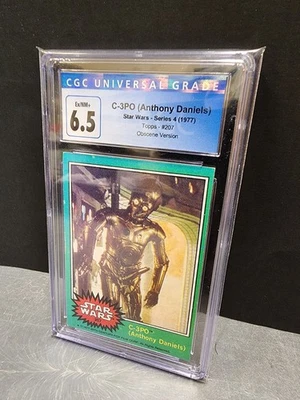 CGC UNIVERSAL GRADE
Ex/NM+
6.5
C-3PO (Anthony Daniels)
Star Wars - Series 4 (1977)
Topps - #207
Obscene Version
STAR
WARS
C-3PO
(Anthony Daniels)